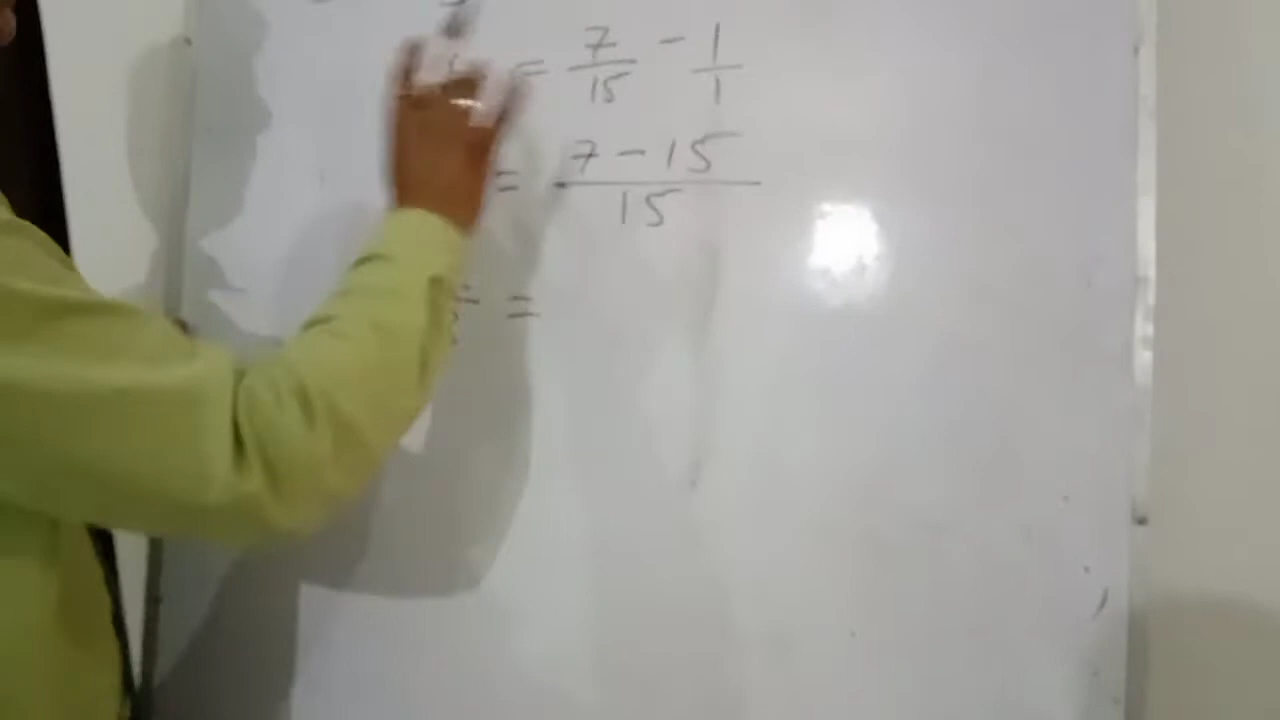 = 7/15 - 1/1
= 7 - 15/15
= =